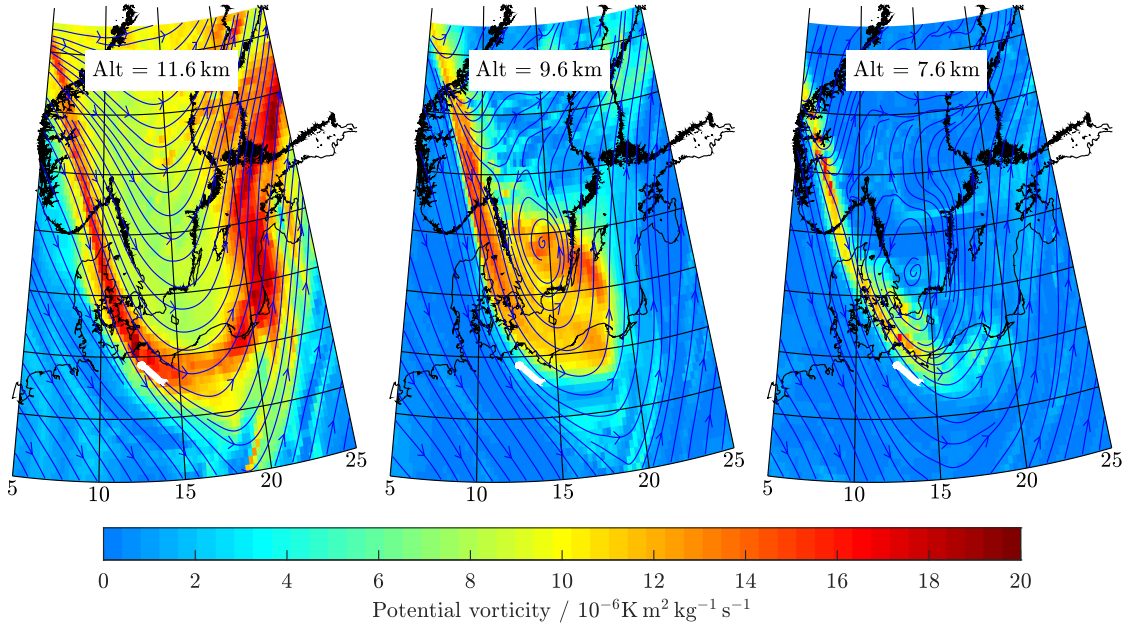 Alt = 11.6 km
Alt = 9.6 km
Alt = 7.6 km
5 10 15 20 25
5 10 15 20 25
5 10 15 20 25
0 2 4 6 8 10 12 14 16 18 20
Potential vorticity / 10⁻⁶K m² kg⁻¹ s⁻¹